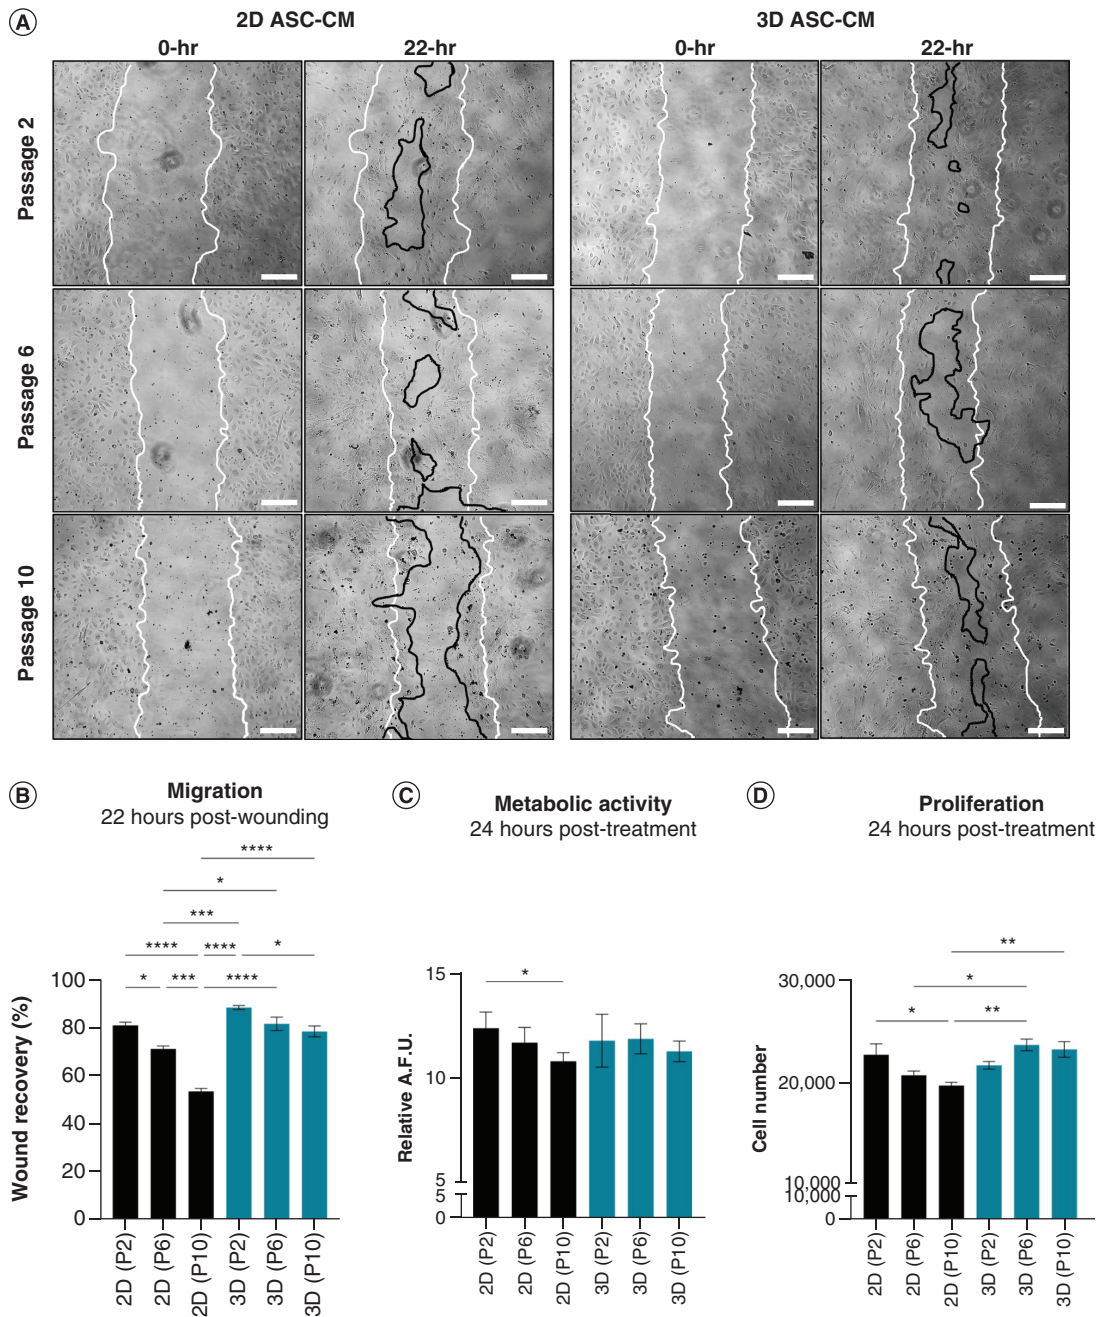 A
2D ASC-CM
3D ASC-CM
0-hr
22-hr
0-hr
22-hr
Passage 2
Passage 6
Passage 10
B
Migration
22 hours post-wounding
****
*
***
****
****
*
*
***
****
100
80
60
40
20
0
Wound recovery (%)
2D (P2)
2D (P6)
2D (P10)
3D (P2)
3D (P6)
3D (P10)
C
Metabolic activity
24 hours post-treatment
*
15
10
5
5
0
Relative A.F.U.
2D (P2)
2D (P6)
2D (P10)
3D (P2)
3D (P6)
3D (P10)
D
Proliferation
24 hours post-treatment
**
*
*
**
30,000
20,000
10,000
10,000
0
Cell number
2D (P2)
2D (P6)
2D (P10)
3D (P2)
3D (P6)
3D (P10)